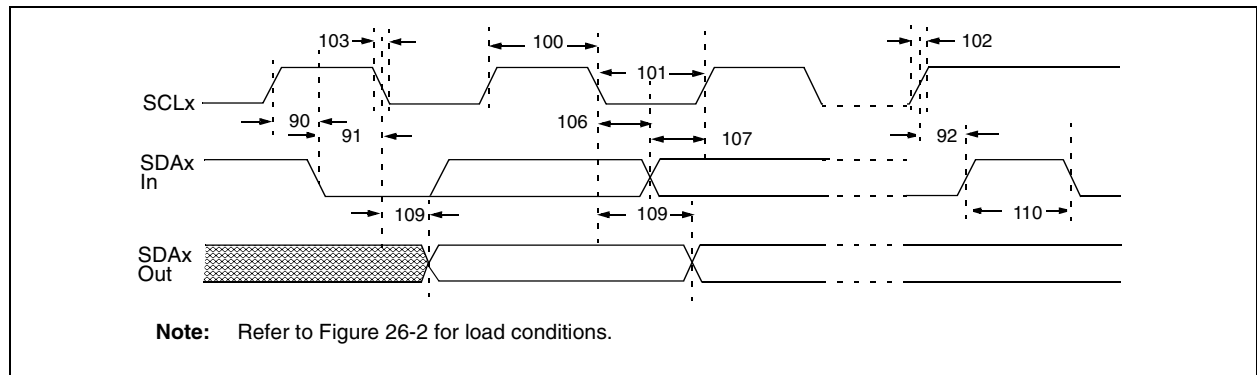 103
100
102
101
SCLx
90
91
106
107
92
SDAx
In
109
109
110
SDAx
Out
Note: Refer to Figure 26-2 for load conditions.